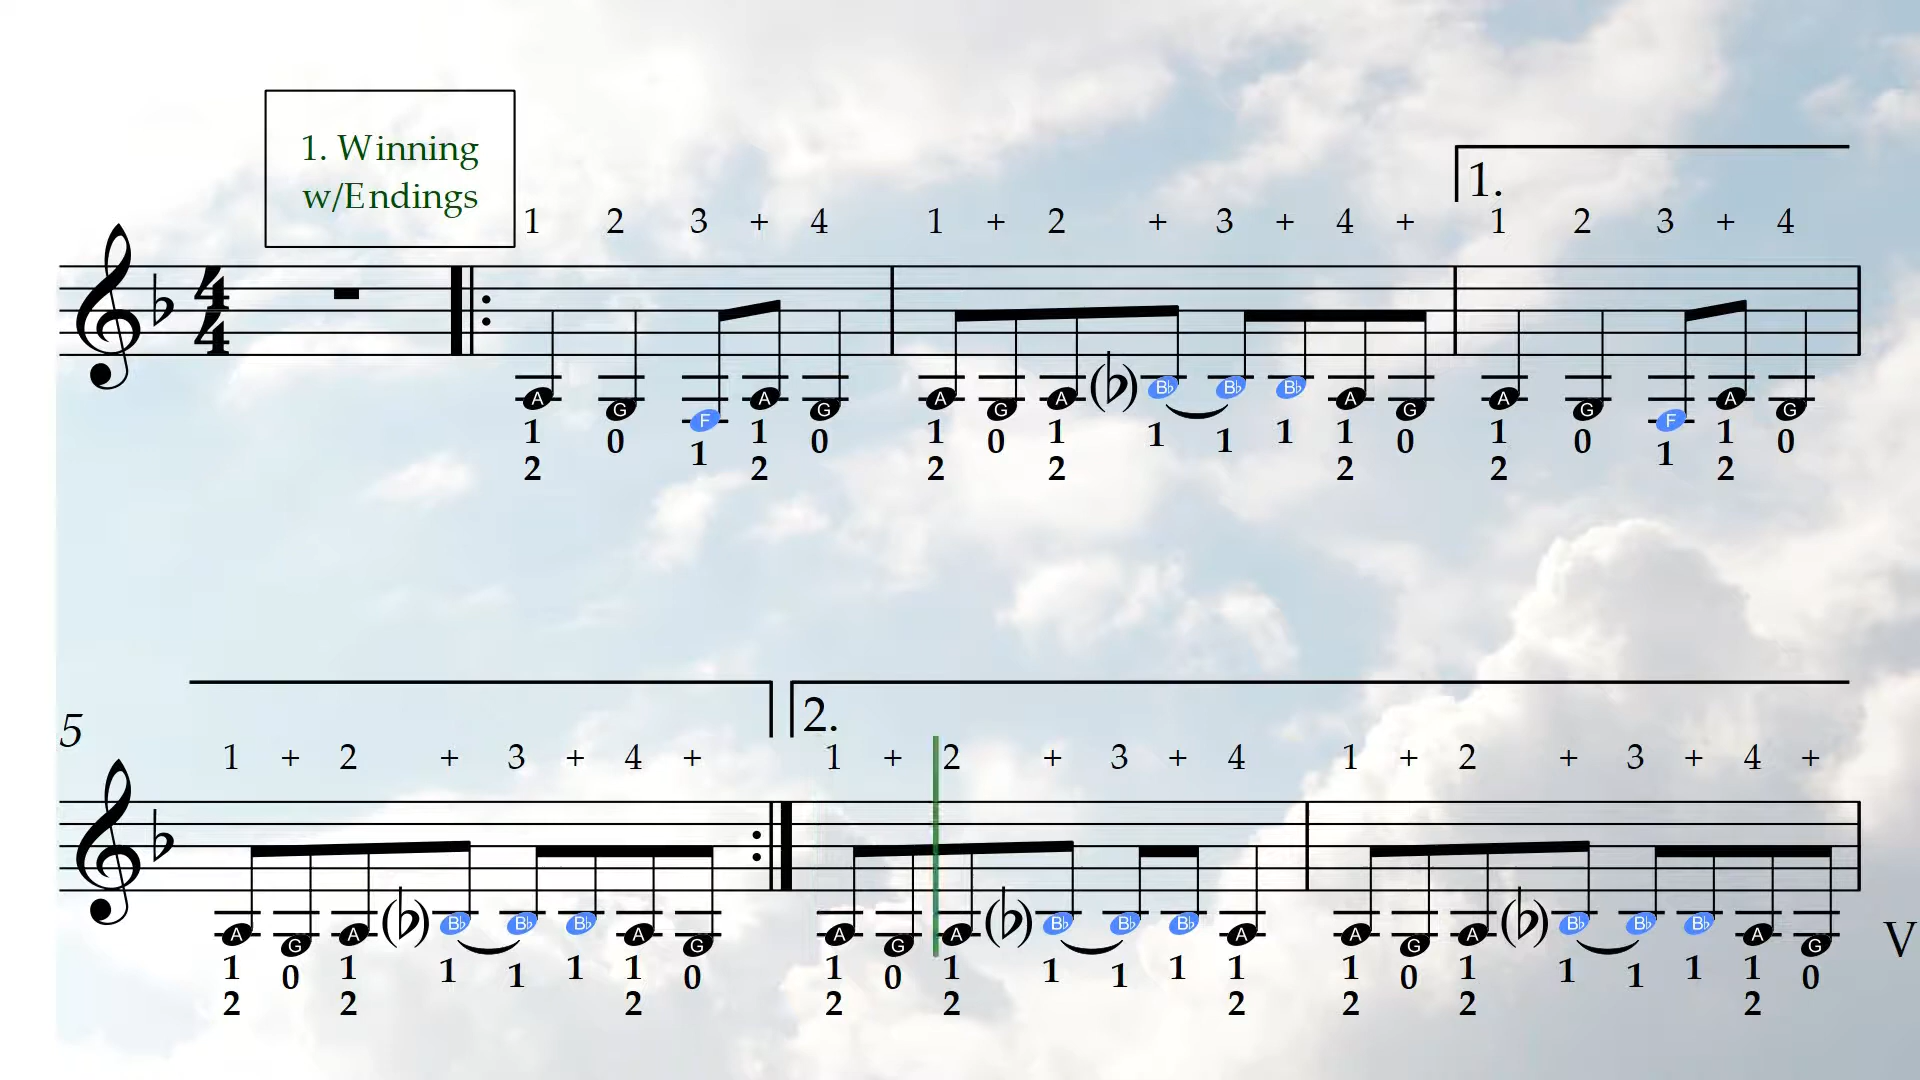 1. Winning
w/Endings
1.
1 2 3 + 4 1 + 2 + 3 + 4 + 1 2 3 + 4
4
4
A G F A G A G A (♭) B♭ B♭ B♭ A G A G F A G
1 0 1 1 0 1 0 1 1 1 1 1 0 1 0 1 1 0
2 2 2 2 2 2 2
5
2.
1 + 2 + 3 + 4 + 1 + 2 + 3 + 4 1 + 2 + 3 + 4 +
A G A (♭) B♭ B♭ B♭ A G A G A (♭) B♭ B♭ B♭ A A G A (♭) B♭ B♭ B♭ A G
V
1 0 1 1 1 1 1 0 1 0 1 1 1 1 1 1 0 1 1 1 1 1 0
2 2 2 2 2 2 2 2 2